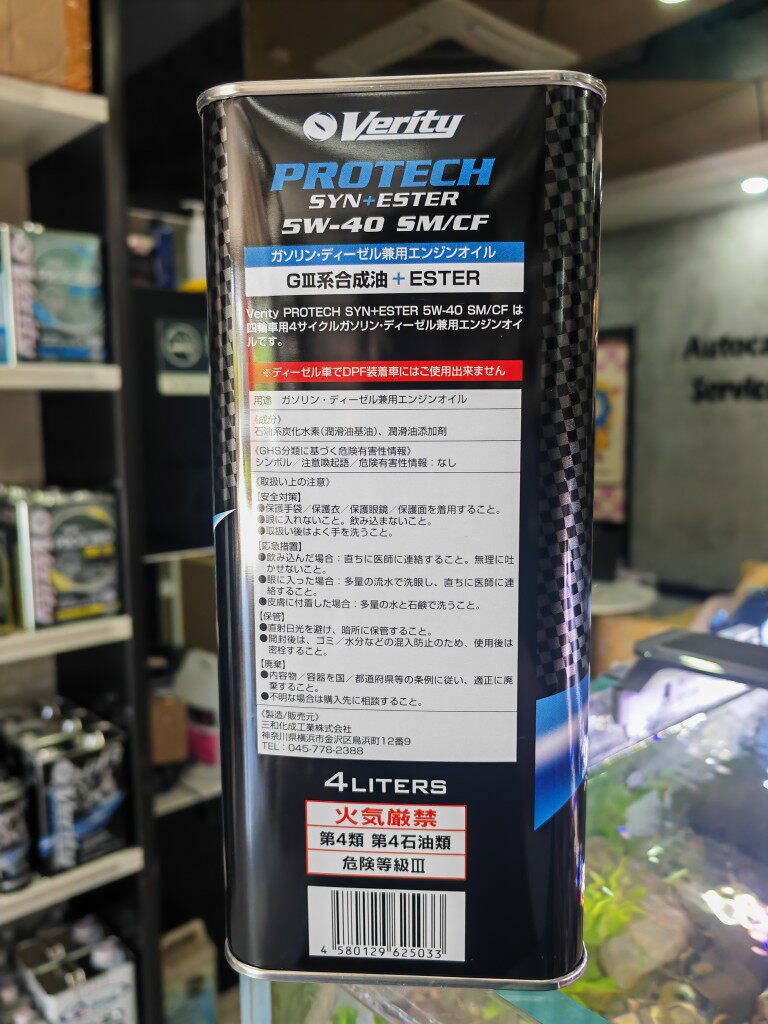 Verity
PROTECH
SYN+ESTER
5W-40 SM/CF
ガソリン・ディーゼル兼用エンジンオイル
GⅢ系合成油+ESTER
Verity PROTECH SYN+ESTER 5W-40 SM/CF は
四輪車用4サイクルガソリン・ディーゼル兼用エンジンオイ
ルです。
※ディーゼル車でDPF装着車にはご使用出来ません
用途 ガソリン・ディーゼル兼用エンジンオイル
《成分》
石油系炭化水素(潤滑油基油)、潤滑油添加剤
《GHS分類に基づく危険有害性情報》
シンボル/注意喚起語/危険有害性情報:なし
《取扱い上の注意》
【安全対策】
●保護手袋/保護衣/保護眼鏡/保護面を着用すること。
●眼に入れないこと。飲み込まないこと。
●取扱い後はよく手を洗うこと。
【応急措置】
●飲み込んだ場合:直ちに医師に連絡すること。無理に吐
かせないこと。
●眼に入った場合:多量の流水で洗眼し、直ちに医師に連
絡すること。
●皮膚に付着した場合:多量の水と石鹸で洗うこと。
【保管】
●直射日光を避け、暗所に保管すること。
●開封後は、ゴミ/水分などの混入防止のため、使用後は
密栓すること。
【廃棄】
●内容物/容器を国/都道府県等の条例に従い、適正に廃
棄すること。
●不明な場合は購入先に相談すること。
《製造/販売元》
三和化成工業株式会社
神奈川県横浜市金沢区鳥浜町12番9
TEL:045-778-2388
4LITERS
火気厳禁
第4類 第4石油類
危険等級Ⅲ
4 580129 625033
Autoca
Service